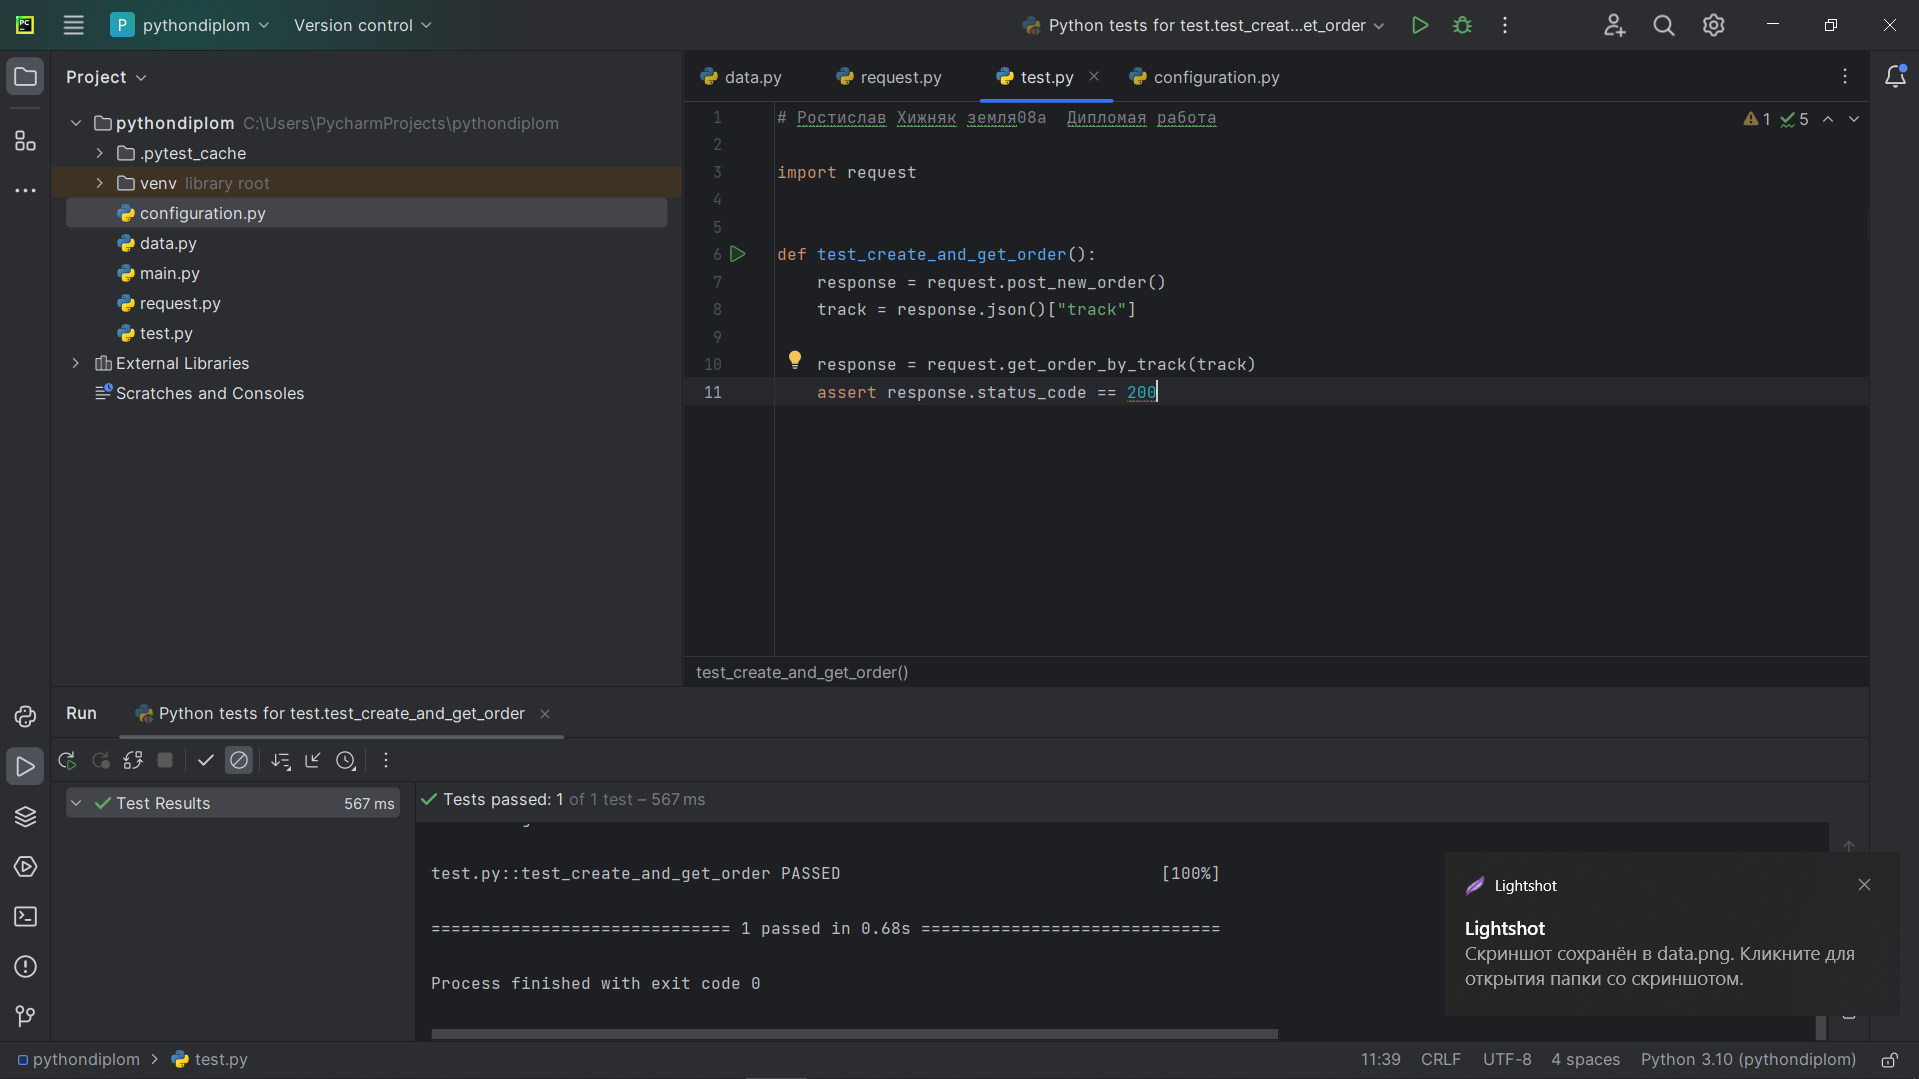 PC
P pythondiplom
Version control
Python tests for test.test_creat...et_order
Project
data.py
request.py
test.py
configuration.py
pythondiplom C:\Users\PycharmProjects\pythondiplom
.pytest_cache
venv library root
configuration.py
data.py
main.py
request.py
test.py
External Libraries
Scratches and Consoles
1 # Ростислав Хижняк земля08а Дипломая работа
2
3 import request
4
5
6 def test_create_and_get_order():
7 response = request.post_new_order()
8 track = response.json()["track"]
9
10 response = request.get_order_by_track(track)
11 assert response.status_code == 200
1 5
test_create_and_get_order()
Run
Python tests for test.test_create_and_get_order
Test Results 567 ms
Tests passed: 1 of 1 test – 567 ms
test.py::test_create_and_get_order PASSED [100%]
============================== 1 passed in 0.68s ==============================
Process finished with exit code 0
Lightshot
Lightshot
Скриншот сохранён в data.png. Кликните для
открытия папки со скриншотом.
pythondiplom > test.py
11:39 CRLF UTF-8 4 spaces Python 3.10 (pythondiplom)